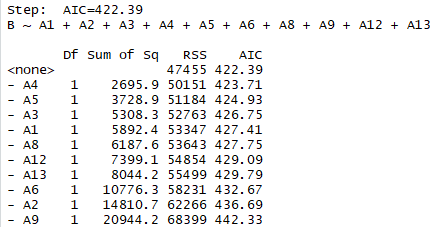 Step:  AIC=422.39
B ~ A1 + A2 + A3 + A4 + A5 + A6 + A8 + A9 + A12 + A13
       Df Sum of Sq   RSS    AIC
<none>              47455 422.39
- A4    1    2695.9 50151 423.71
- A5    1    3728.9 51184 424.93
- A3    1    5308.3 52763 426.75
- A1    1    5892.4 53347 427.41
- A8    1    6187.6 53643 427.75
- A12   1    7399.1 54854 429.09
- A13   1    8044.2 55499 429.79
- A6    1   10776.3 58231 432.67
- A2    1   14810.7 62266 436.69
- A9    1   20944.2 68399 442.33